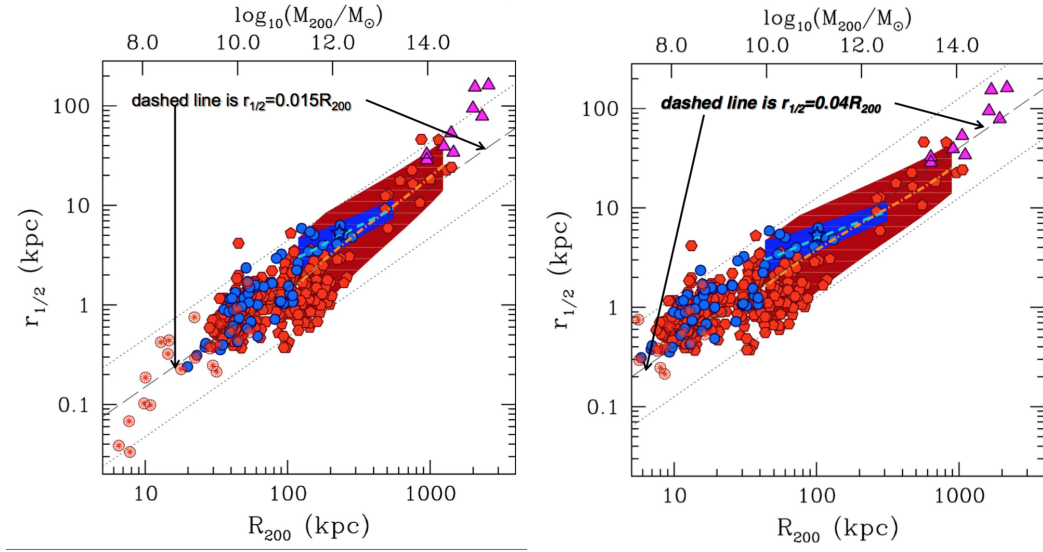 log₁₀(M₂₀₀/M⊙)
8.0 10.0 12.0 14.0
dashed line is r₁/₂=0.015R₂₀₀
100
10
1
0.1
r₁/₂ (kpc)
10 100 1000
R₂₀₀ (kpc)
log₁₀(M₂₀₀/M⊙)
8.0 10.0 12.0 14.0
dashed line is r₁/₂=0.04R₂₀₀
100
10
1
0.1
r₁/₂ (kpc)
10 100 1000
R₂₀₀ (kpc)